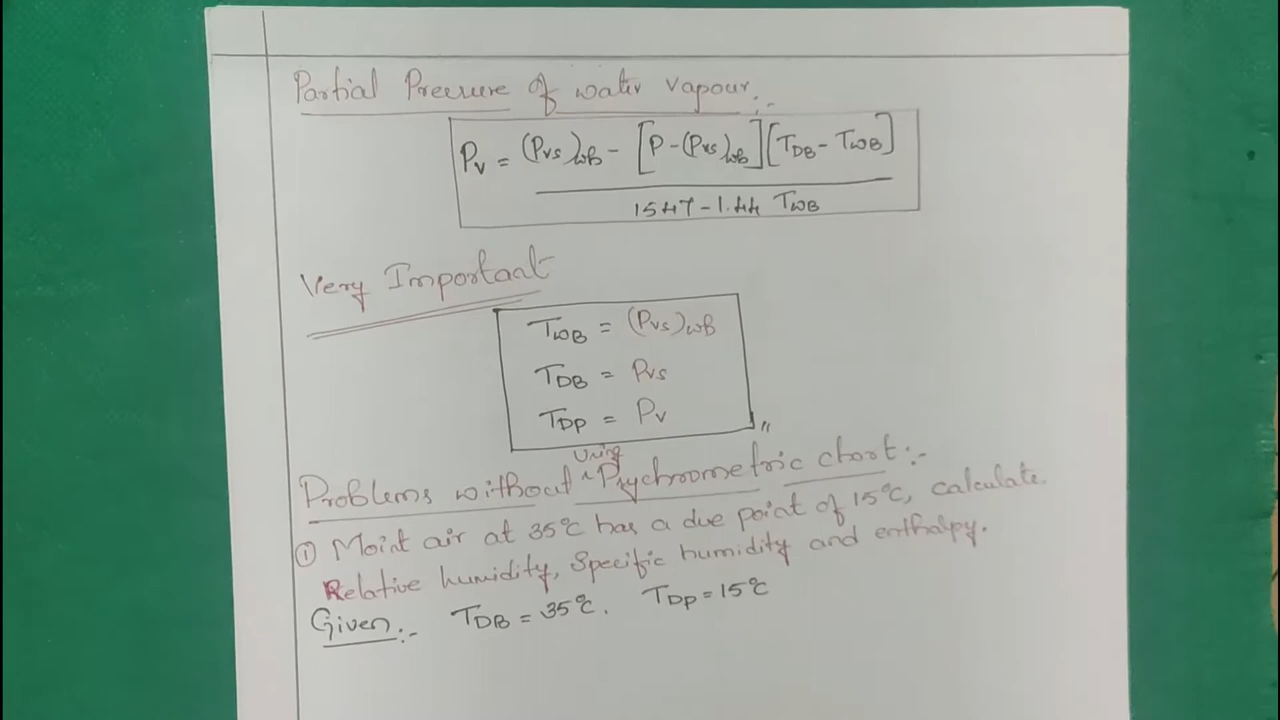 Partial Pressure of water vapour:-
Pv = (Pvs)wb - [P-(Pvs)wb][TDB - TWB]
1547-1.44 TWB
Very Important
TWB = (Pvs)wb
TDB = Pvs
TDP = Pv
Using
Problems without ^ Psychrometric chart:-
① Moist air at 35°C has a due point of 15°C, calculate.
Relative humidity, Specific humidity and enthalpy.
Given:- TDB = 35°C. TDP = 15°C